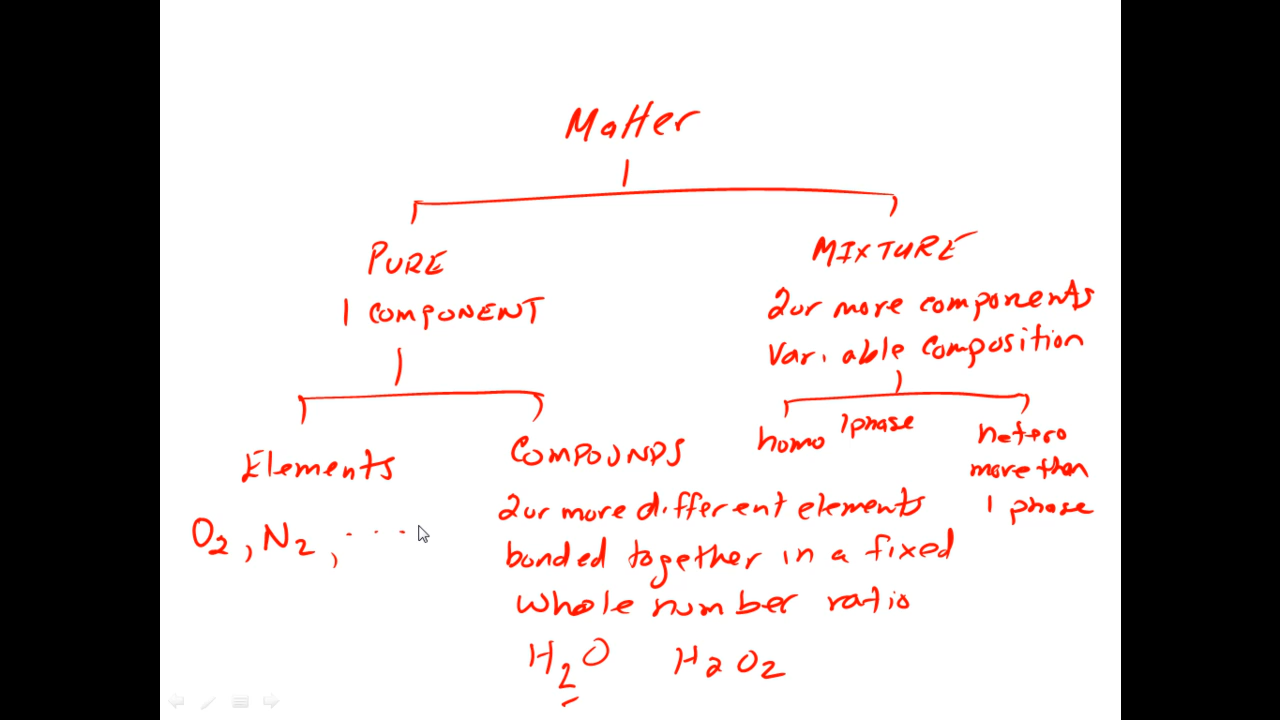 Matter
PURE
1 COMPONENT
MIXTURE
2 or more components
Variable composition
Elements
O2, N2, ....
COMPOUNDS
2 or more different elements
bonded together in a fixed
whole number ratio
H2O H2O2
homo 1 phase
hetero
more than
1 phase